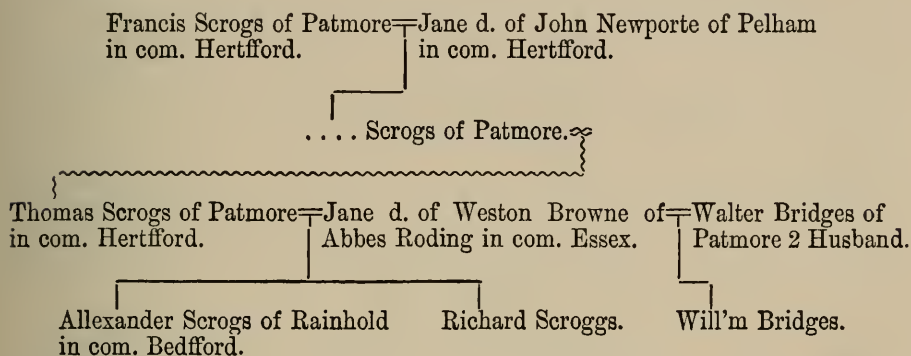 Francis Scrogs of Patmore=Jane d. of John Newporte of Pelham
in com. Hertfford. in com. Hertfford.
. . . . Scrogs of Patmore.
Thomas Scrogs of Patmore=Jane d. of Weston Browne of=Walter Bridges of
in com. Hertfford. Abbes Roding in com. Essex. Patmore 2 Husband.
Allexander Scrogs of Rainhold Richard Scroggs. Will'm Bridges.
in com. Bedfford.